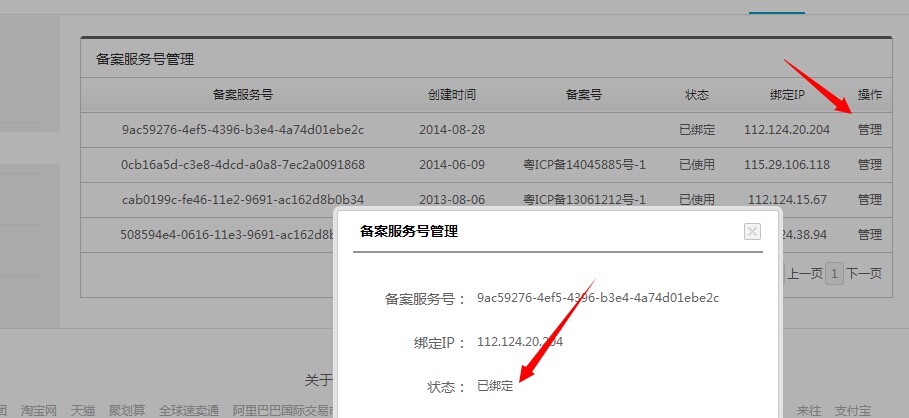 备案服务号管理
备案服务号 创建时间 备案号 状态 绑定IP 操作
9ac59276-4ef5-4396-b3e4-4a74d01ebe2c 2014-08-28 已绑定 112.124.20.204 管理
0cb16a5d-c3e8-4dcd-a0a8-7ec2a0091868 2014-06-09 粤ICP备14045885号-1 已使用 115.29.106.118 管理
cab0199c-fe46-11e2-9691-ac162d8b0b34 2013-08-06 粤ICP备13061212号-1 已使用 112.124.15.67 管理
508594e4-0616-11e3-9691-ac162d8b 24.38.94 管理
上一页 1 下一页
备案服务号管理
备案服务号： 9ac59276-4ef5-4396-b3e4-4a74d01ebe2c
绑定IP： 112.124.20.204
状态： 已绑定
关于
团 淘宝网 天猫 聚划算 全球速卖通 阿里巴巴国际交易市 来往 支付宝